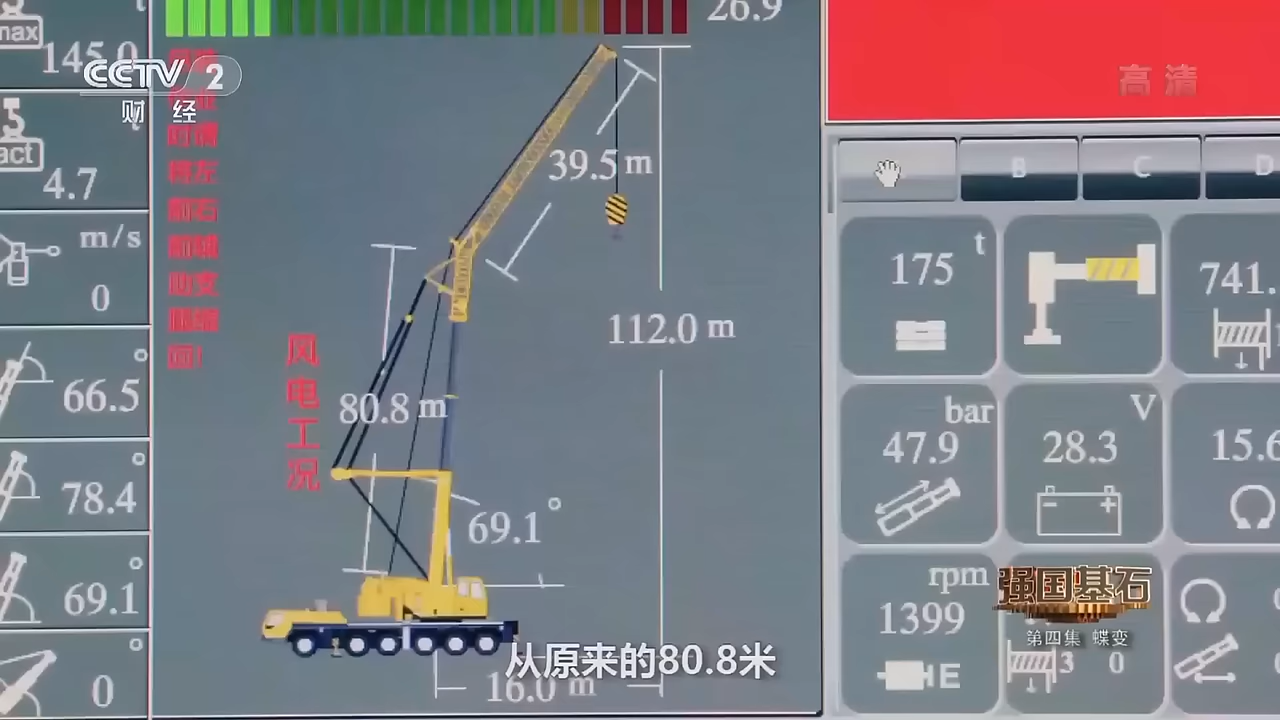 t
26.9
max
145.0
CCTV 2
财经
高清
t
act
4.7
39.5 m
B
C
D
m/s
0
175
t
741.
112.0 m
风电工况
66.5°
80.8 m
bar
47.9
V
28.3
15.6
78.4°
69.1°
69.1°
rpm
1399
E
强国基石
第四集 蝶变
3
0
0°
从原来的80.8米
16.0 m